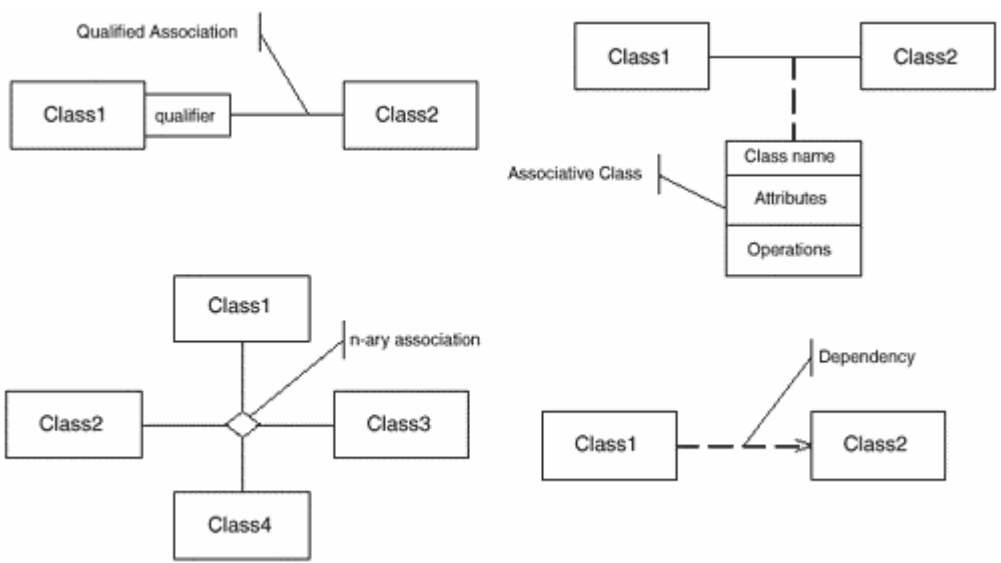 Qualified Association
Class1
qualifier
Class2
Class1
Class2
Associative Class
Class name
Attributes
Operations
Class1
n-ary association
Class2
Class3
Class4
Dependency
Class1
Class2